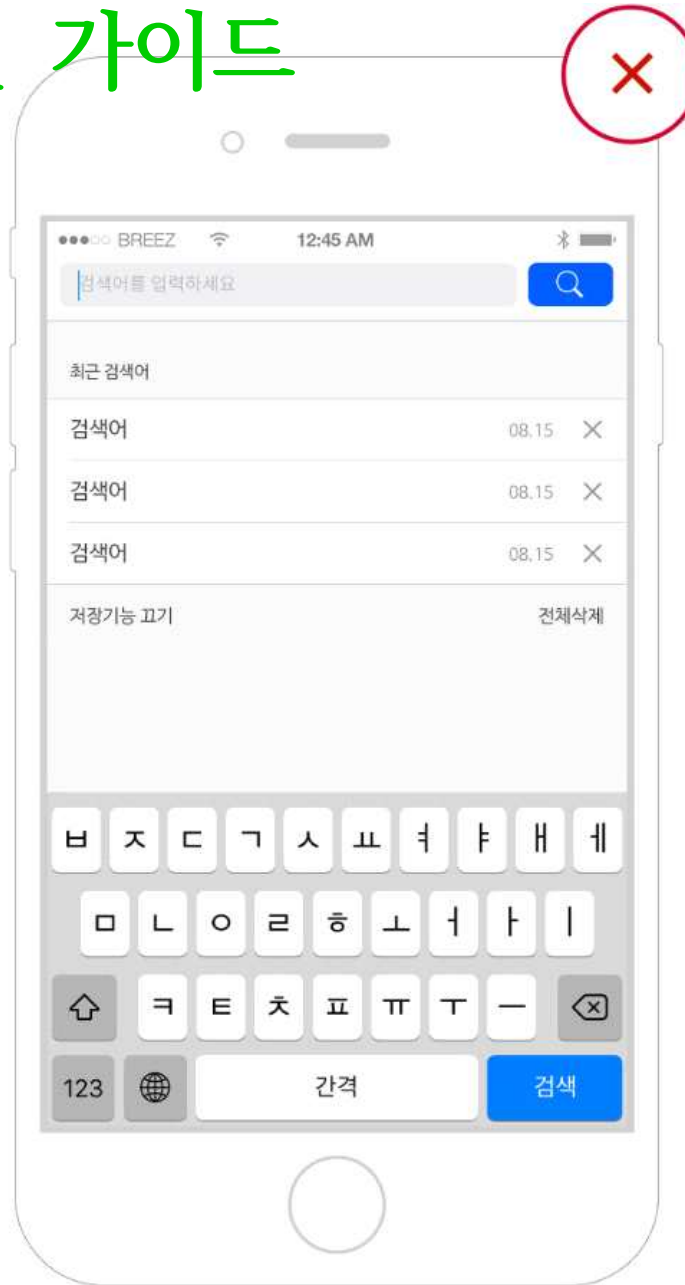 가이드
BREEZ 12:45 AM
검색어를 입력하세요
최근 검색어
검색어 08.15
검색어 08.15
검색어 08.15
저장기능 끄기 전체삭제
ㅂ ㅈ ㄷ ㄱ ㅅ ㅛ ㅕ ㅑ ㅐ ㅔ
ㅁ ㄴ ㅇ ㄹ ㅎ ㅗ ㅓ ㅏ ㅣ
ㅋ ㅌ ㅊ ㅍ ㅠ ㅜ ㅡ
123 간격 검색